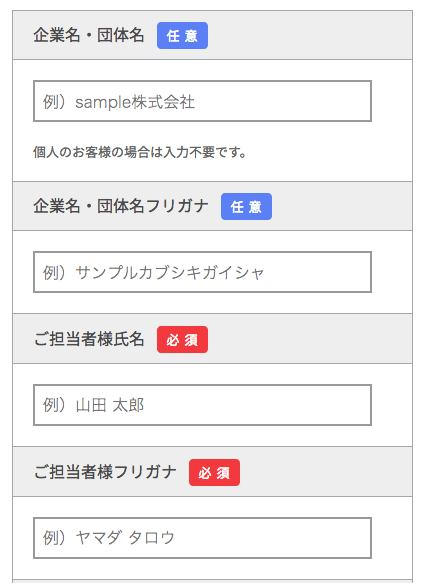 企業名・団体名 任意
例）sample株式会社
個人のお客様の場合は入力不要です。
企業名・団体名フリガナ 任意
例）サンプルカブシキガイシャ
ご担当者様氏名 必須
例）山田 太郎
ご担当者様フリガナ 必須
例）ヤマダ タロウ